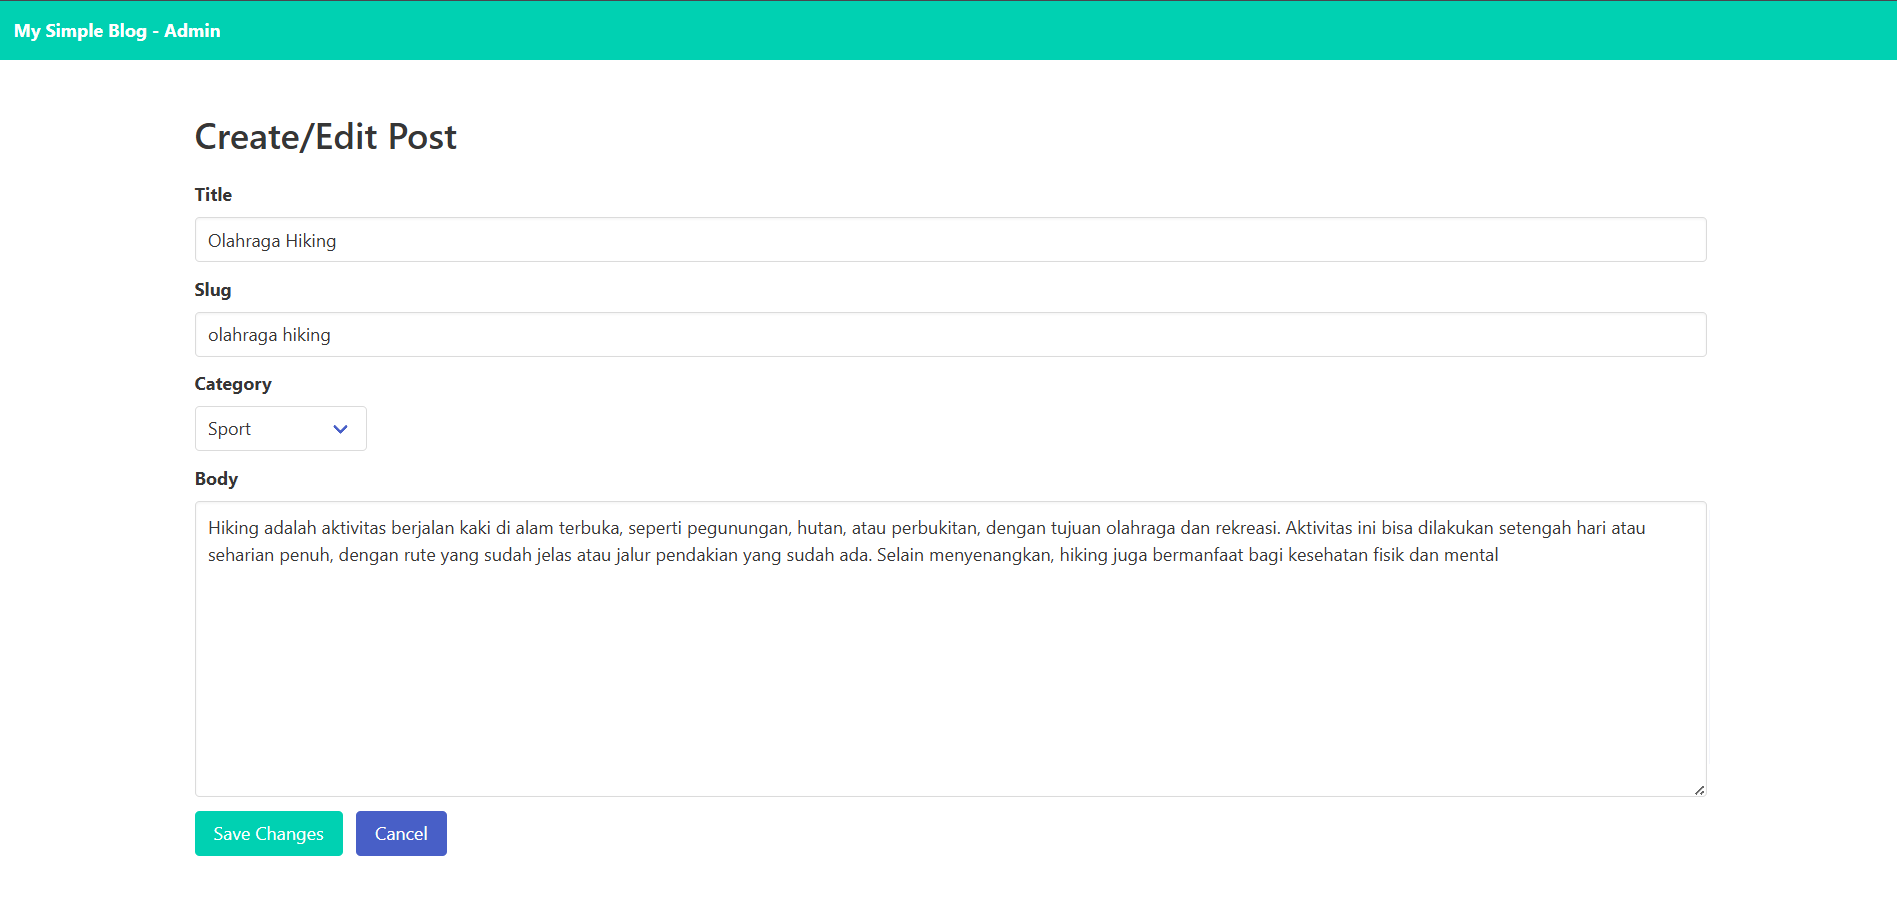 My Simple Blog - Admin
Create/Edit Post
Title
Olahraga Hiking
Slug
olahraga hiking
Category
Sport
Body
Hiking adalah aktivitas berjalan kaki di alam terbuka, seperti pegunungan, hutan, atau perbukitan, dengan tujuan olahraga dan rekreasi. Aktivitas ini bisa dilakukan setengah hari atau
seharian penuh, dengan rute yang sudah jelas atau jalur pendakian yang sudah ada. Selain menyenangkan, hiking juga bermanfaat bagi kesehatan fisik dan mental
Save Changes
Cancel